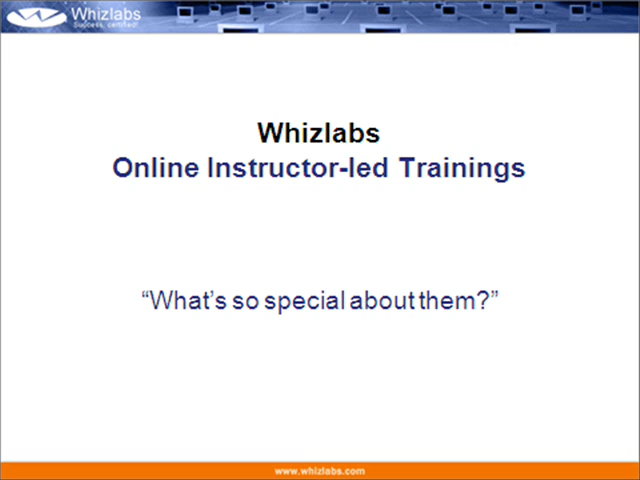 Whizlabs
Success, certified!
Whizlabs
Online Instructor-led Trainings
“What’s so special about them?”
www.whizlabs.com